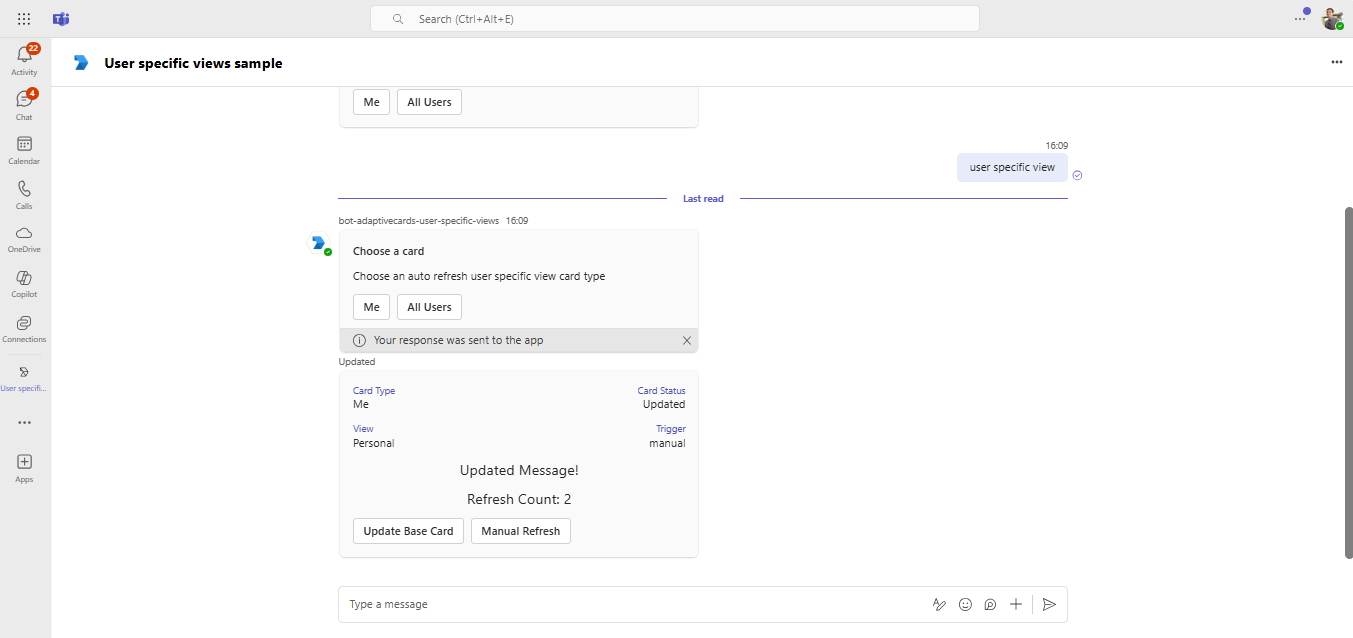 Search (Ctrl+Alt+E)
22
Activity
4
Chat
Calendar
Calls
OneDrive
Copilot
Connections
User specifi...
Apps
User specific views sample
Me
All Users
16:09
user specific view
Last read
bot-adaptivecards-user-specific-views 16:09
Choose a card
Choose an auto refresh user specific view card type
Me
All Users
Your response was sent to the app
Updated
Card Type
Card Status
Me
Updated
View
Trigger
Personal
manual
Updated Message!
Refresh Count: 2
Update Base Card
Manual Refresh
Type a message